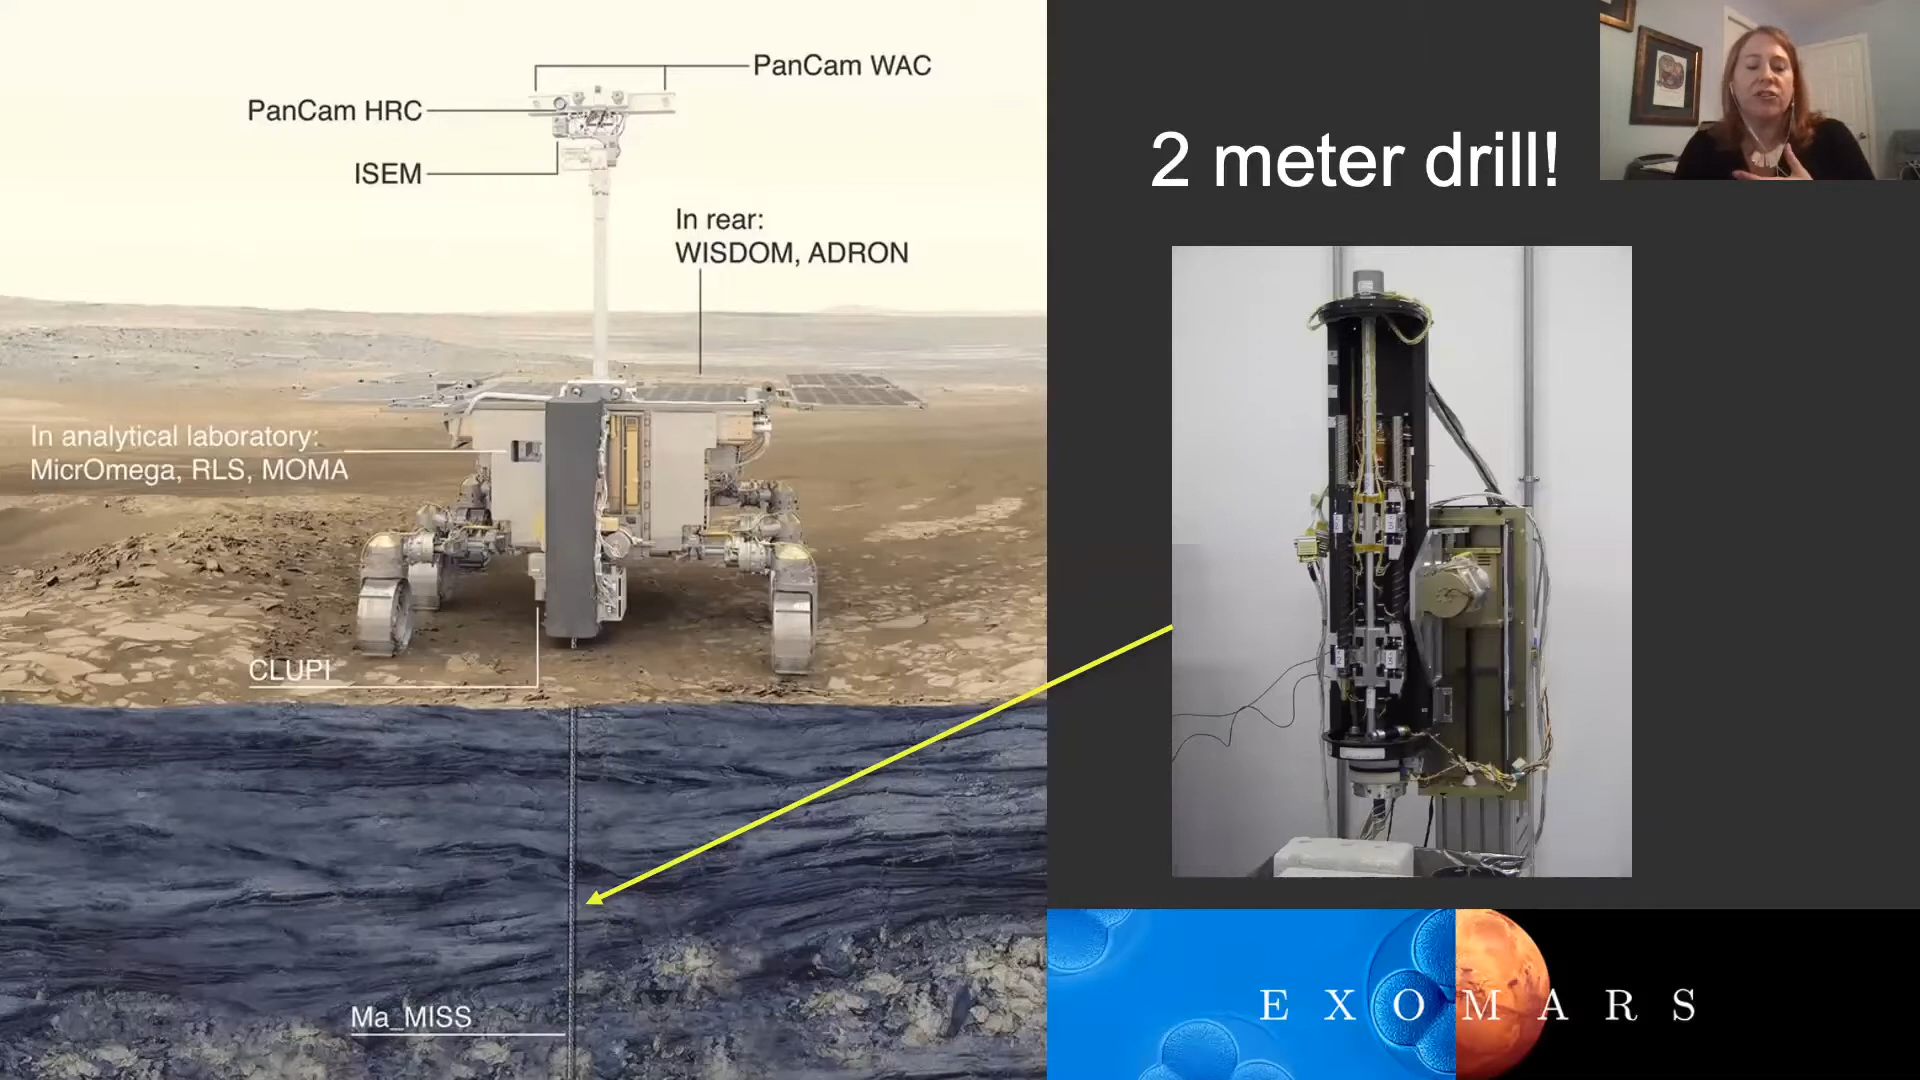 PanCam WAC
PanCam HRC
ISEM
In rear:
WISDOM, ADRON
In analytical laboratory:
MicrOmega, RLS, MOMA
CLUPI
Ma_MISS
2 meter drill!
EXOMARS